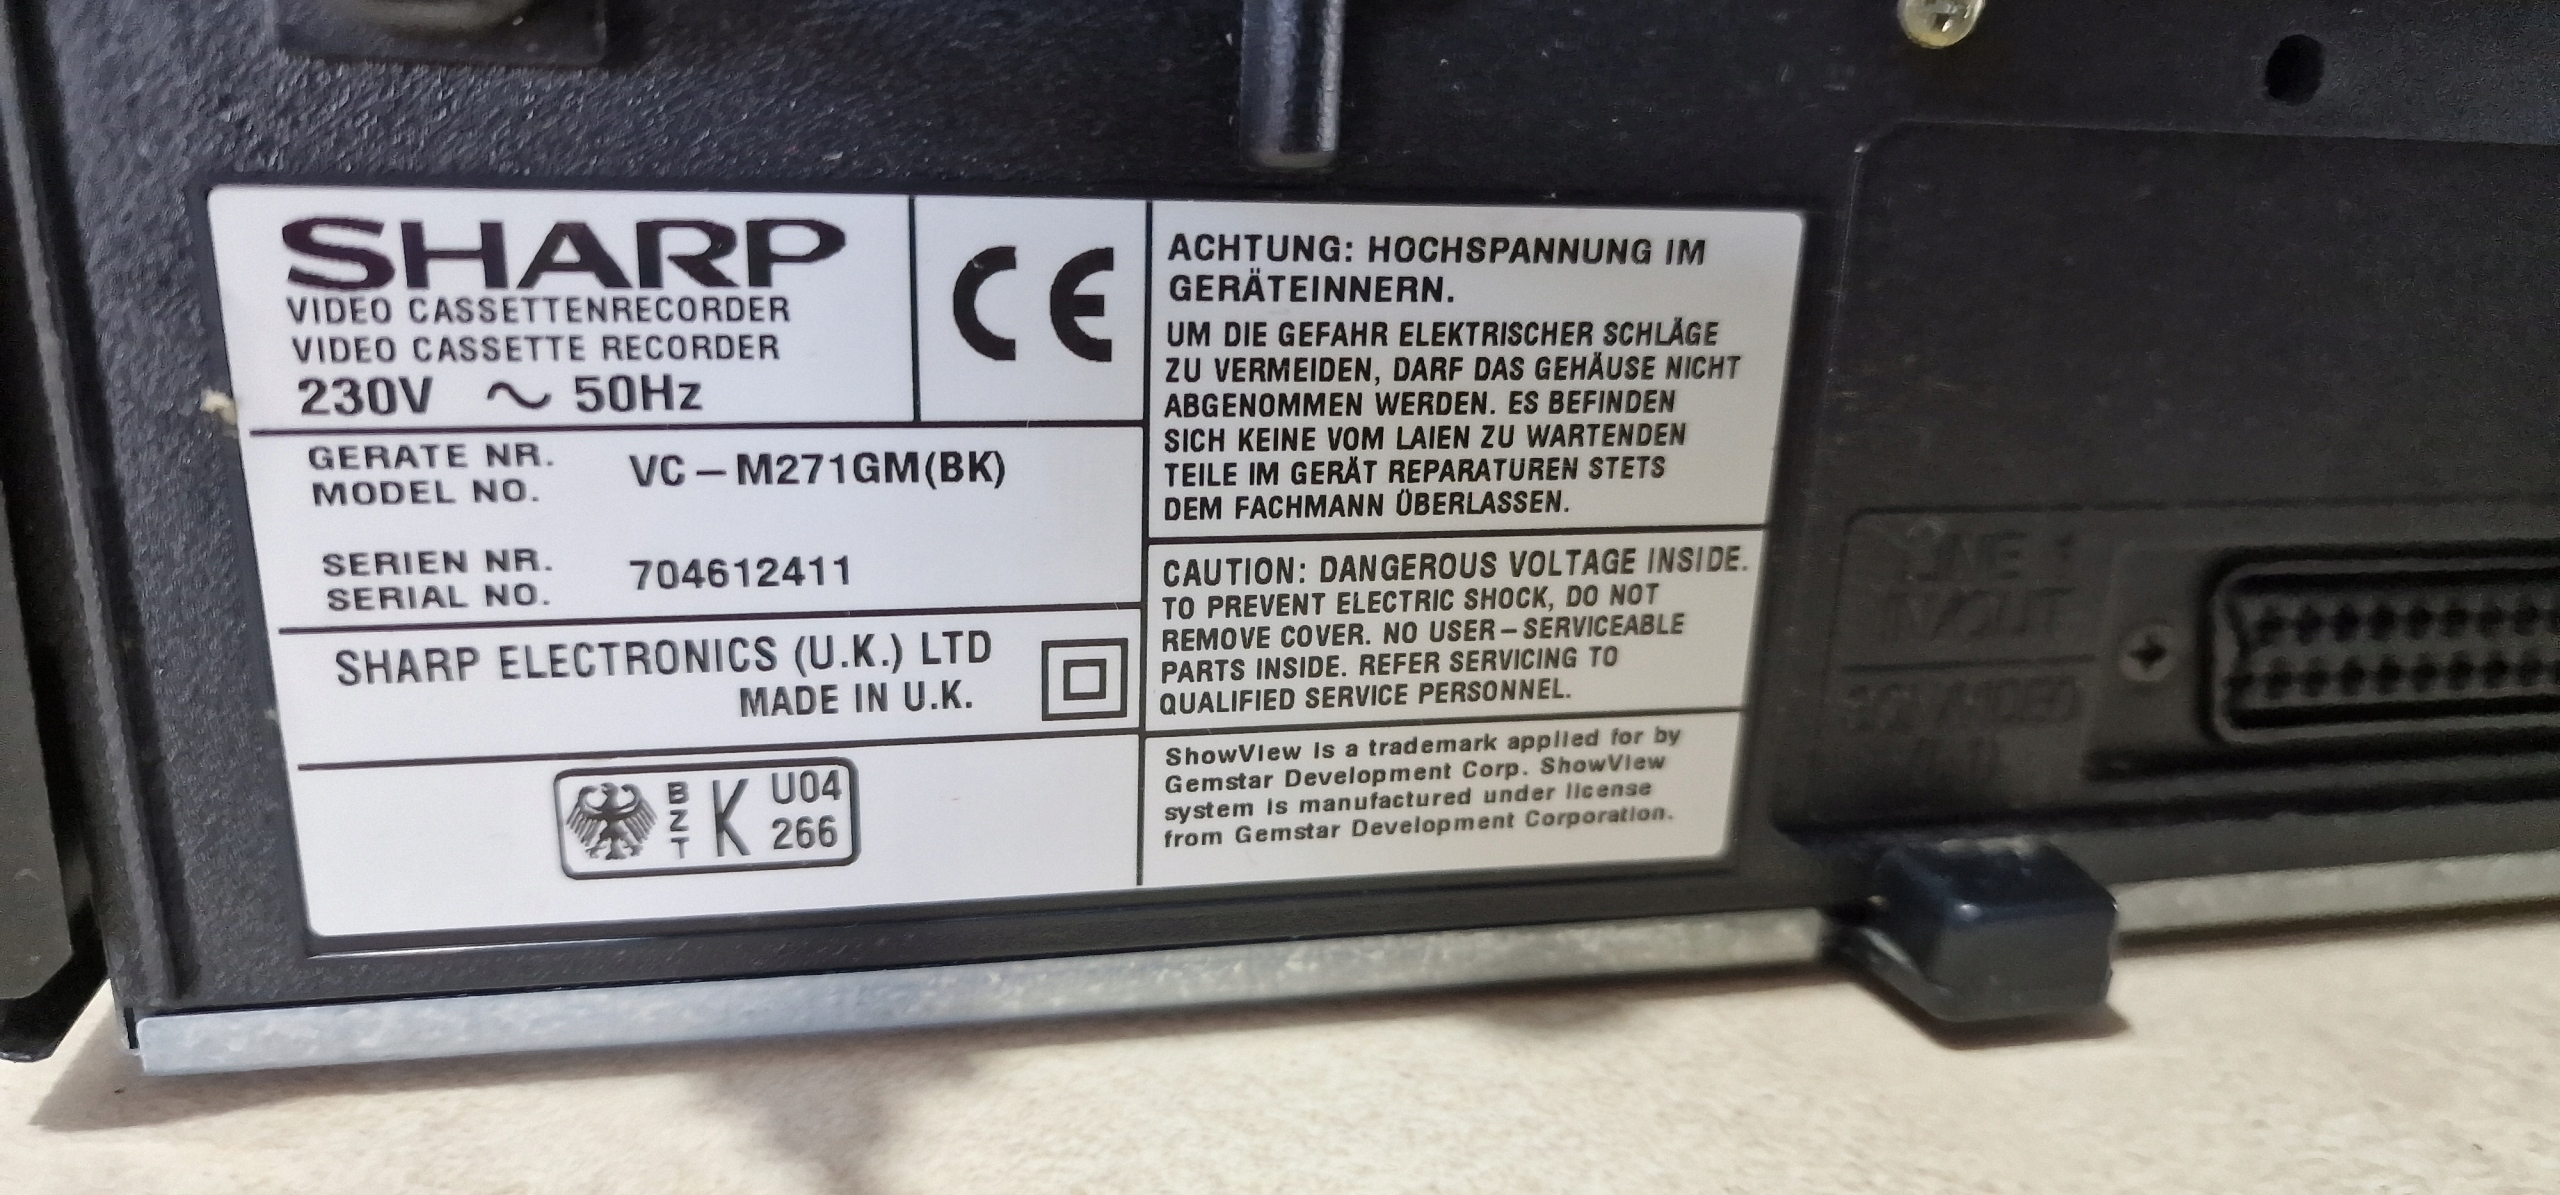 SHARP
VIDEO CASSETTENRECORDER
VIDEO CASSETTE RECORDER
230V ~ 50Hz
CE
GERATE NR.
MODEL NO.
VC-M271GM(BK)
SERIEN NR.
SERIAL NO.
704612411
SHARP ELECTRONICS (U.K.) LTD
MADE IN U.K.
BZT
K
U04
266
ACHTUNG: HOCHSPANNUNG IM
GERÄTEINNERN.
UM DIE GEFAHR ELEKTRISCHER SCHLÄGE
ZU VERMEIDEN, DARF DAS GEHÄUSE NICHT
ABGENOMMEN WERDEN. ES BEFINDEN
SICH KEINE VOM LAIEN ZU WARTENDEN
TEILE IM GERÄT REPARATUREN STETS
DEM FACHMANN ÜBERLASSEN.
CAUTION: DANGEROUS VOLTAGE INSIDE.
TO PREVENT ELECTRIC SHOCK, DO NOT
REMOVE COVER. NO USER-SERVICEABLE
PARTS INSIDE. REFER SERVICING TO
QUALIFIED SERVICE PERSONNEL.
ShowView is a trademark applied for by
Gemstar Development Corp. ShowView
system is manufactured under license
from Gemstar Development Corporation.
LINE 1
IN/OUT